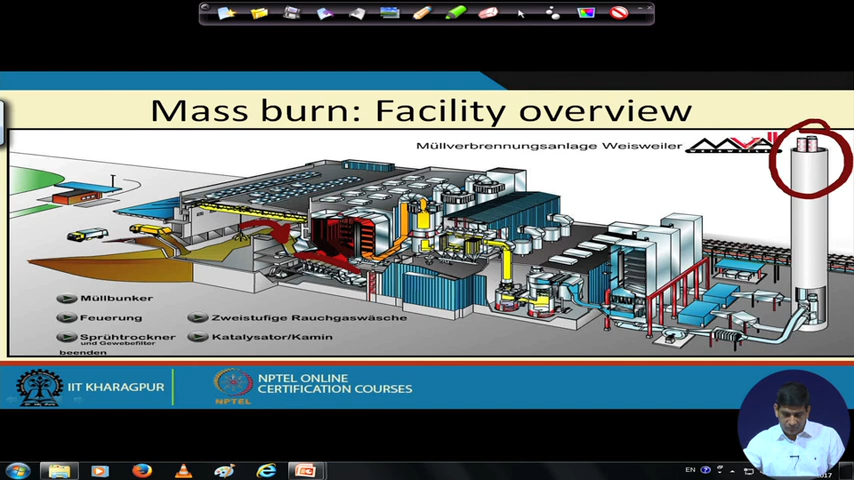 Mass burn: Facility overview
Müllverbrennungsanlage Weisweiler
Müllbunker
Feuerung
Zweistufige Rauchgaswäsche
Sprühtrockner
und Gewebefilter
Katalysator/Kamin
beenden
IIT KHARAGPUR
NPTEL ONLINE
CERTIFICATION COURSES
NPTEL
EN